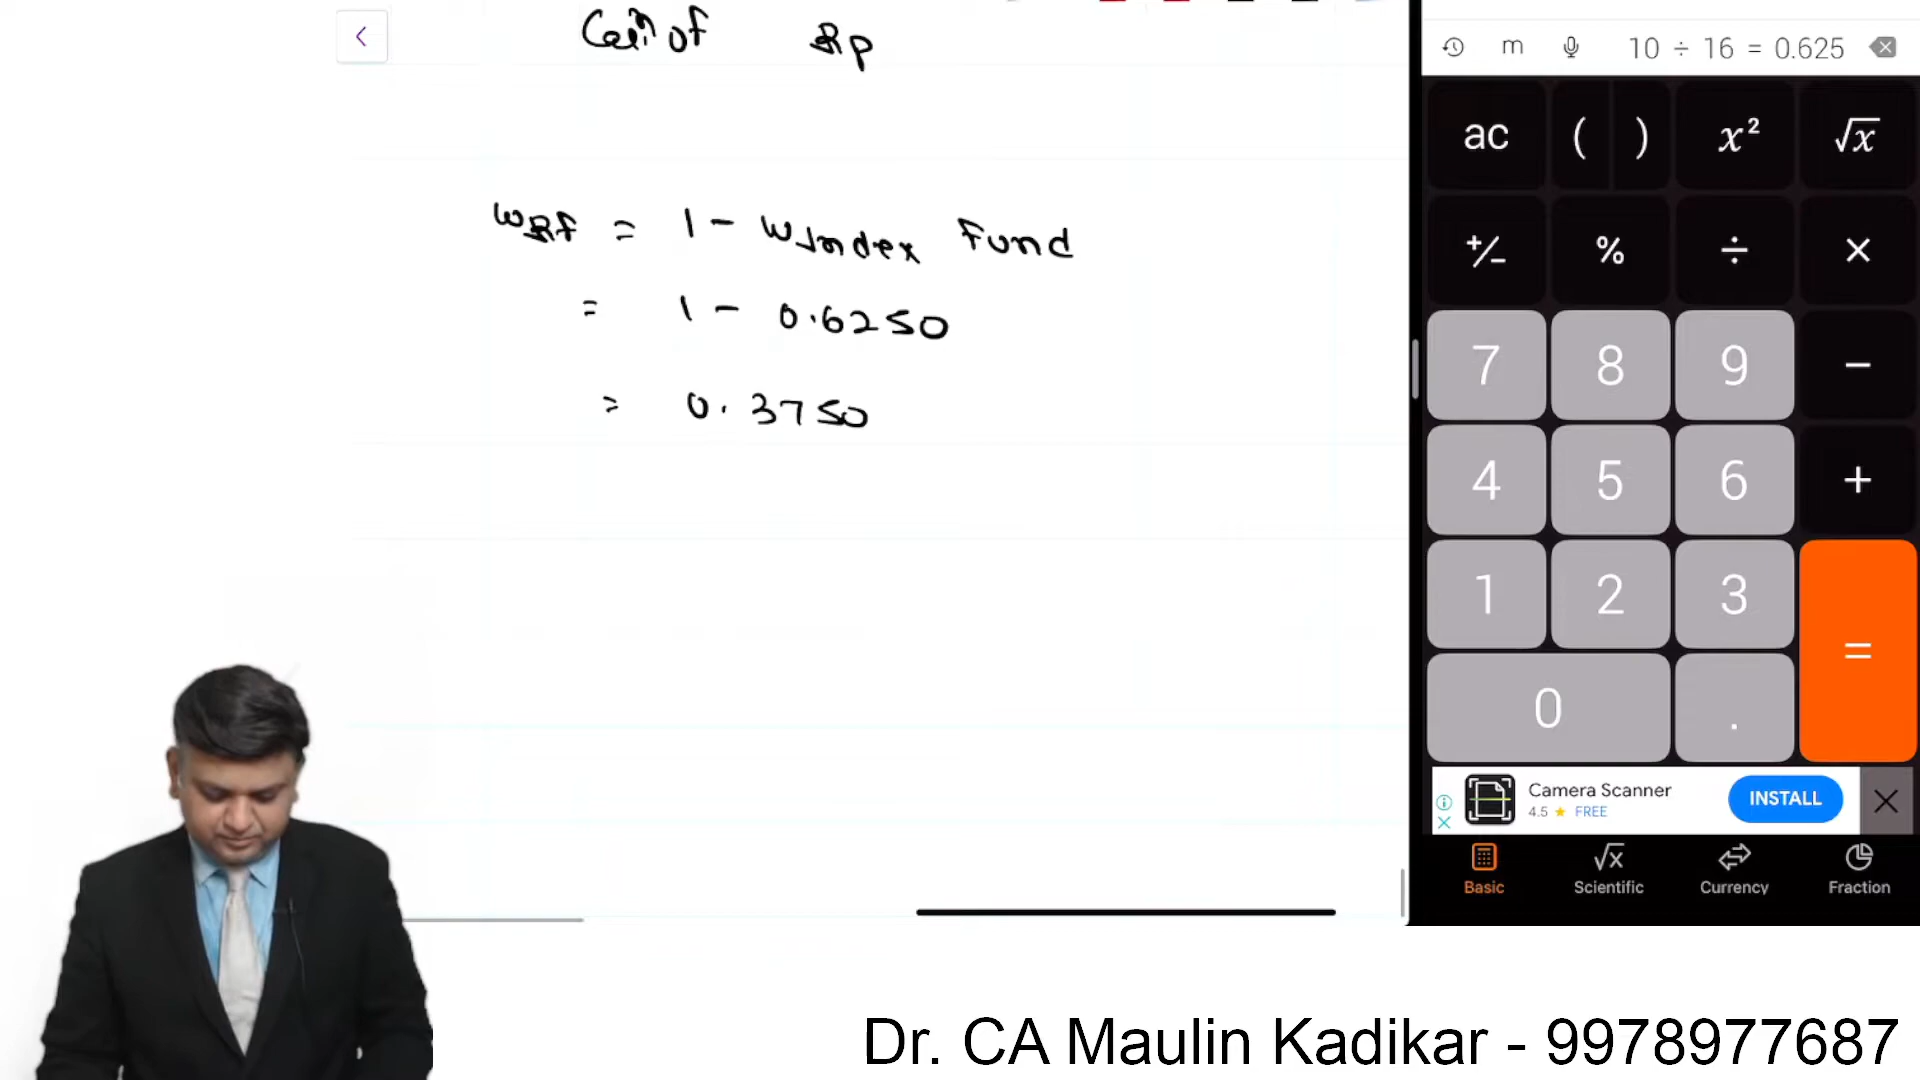 of Rp
m 10 ÷ 16 = 0.625
WRf = 1 - WIndex Fund
= 1 - 0.6250
= 0.3750
ac ( ) x² √x
+/- % ÷ ×
7 8 9 −
4 5 6 +
1 2 3 =
0 .
Camera Scanner
4.5 ★ FREE
INSTALL
Basic Scientific Currency Fraction
Dr. CA Maulin Kadikar - 9978977687